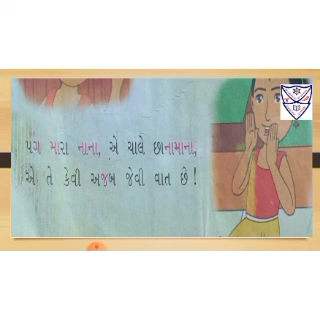 પગ મારા નાના, એ ચાલે છાનામાના,
એ તે કેવી અજબ જેવી વાત છે !